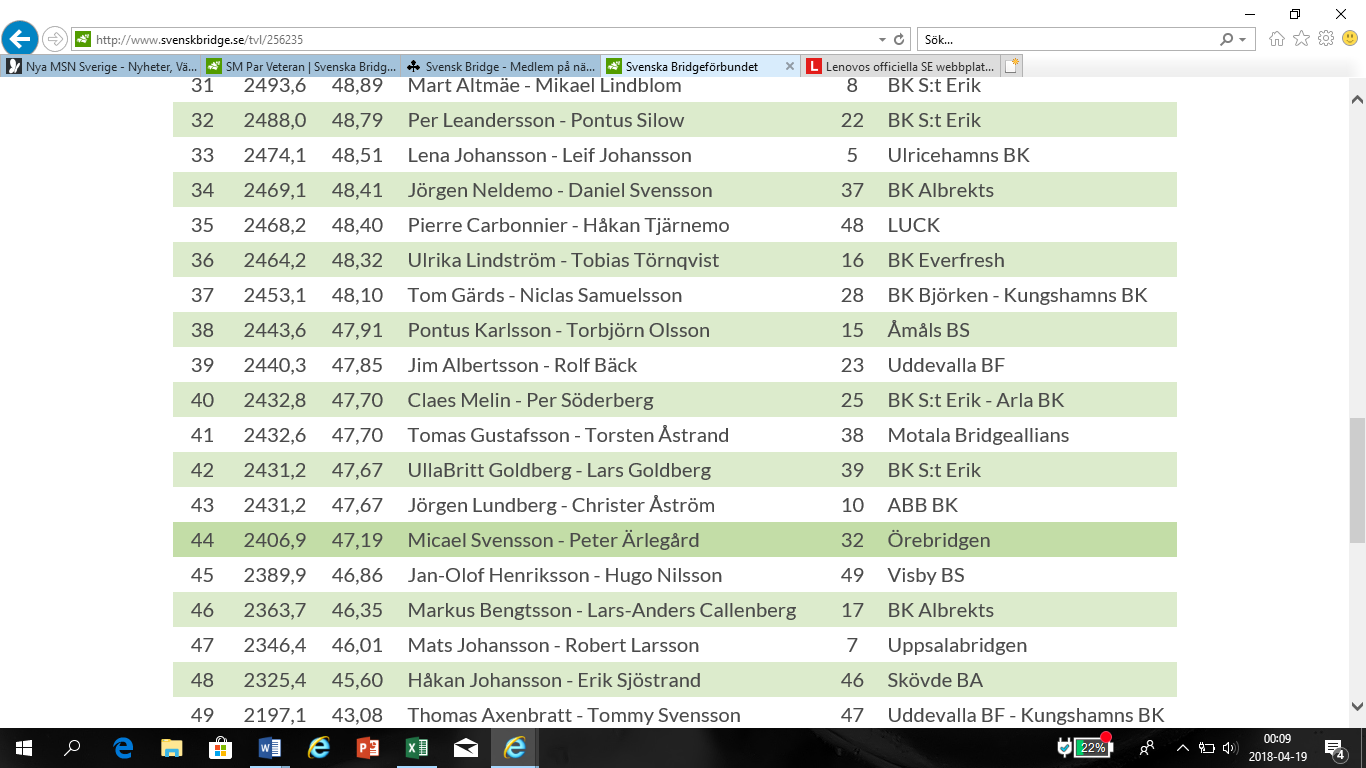 http://www.svenskbridge.se/tvl/256235 Sök...
Nya MSN Sverige - Nyheter, Vä... SM Par Veteran | Svenska Bridg... Svensk Bridge - Medlem på nä... Svenska Bridgeförbundet Lenovos officiella SE webbplat...
31 2493,6 48,89 Mart Altmäe - Mikael Lindblom 8 BK S:t Erik
32 2488,0 48,79 Per Leandersson - Pontus Silow 22 BK S:t Erik
33 2474,1 48,51 Lena Johansson - Leif Johansson 5 Ulricehamns BK
34 2469,1 48,41 Jörgen Neldemo - Daniel Svensson 37 BK Albrekts
35 2468,2 48,40 Pierre Carbonnier - Håkan Tjärnemo 48 LUCK
36 2464,2 48,32 Ulrika Lindström - Tobias Törnqvist 16 BK Everfresh
37 2453,1 48,10 Tom Gärds - Niclas Samuelsson 28 BK Björken - Kungshamns BK
38 2443,6 47,91 Pontus Karlsson - Torbjörn Olsson 15 Åmåls BS
39 2440,3 47,85 Jim Albertsson - Rolf Bäck 23 Uddevalla BF
40 2432,8 47,70 Claes Melin - Per Söderberg 25 BK S:t Erik - Arla BK
41 2432,6 47,70 Tomas Gustafsson - Torsten Åstrand 38 Motala Bridgeallians
42 2431,2 47,67 UllaBritt Goldberg - Lars Goldberg 39 BK S:t Erik
43 2431,2 47,67 Jörgen Lundberg - Christer Åström 10 ABB BK
44 2406,9 47,19 Micael Svensson - Peter Ärlegård 32 Örebridgen
45 2389,9 46,86 Jan-Olof Henriksson - Hugo Nilsson 49 Visby BS
46 2363,7 46,35 Markus Bengtsson - Lars-Anders Callenberg 17 BK Albrekts
47 2346,4 46,01 Mats Johansson - Robert Larsson 7 Uppsalabridgen
48 2325,4 45,60 Håkan Johansson - Erik Sjöstrand 46 Skövde BA
49 2197,1 43,08 Thomas Axenbratt - Tommy Svensson 47 Uddevalla BF - Kungshamns BK
22% 00:09
2018-04-19 4